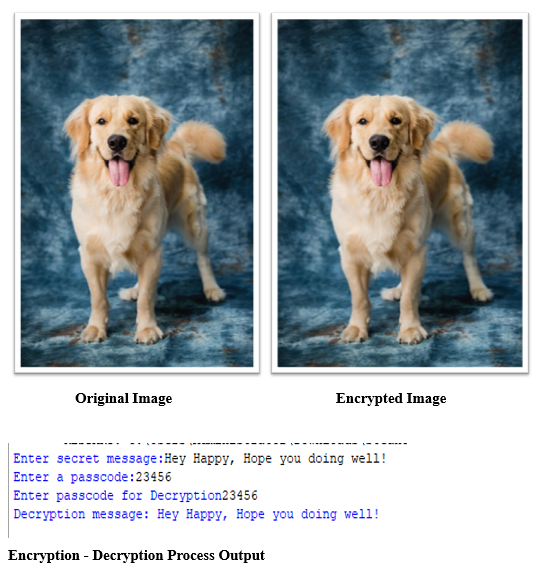 Original Image
Encrypted Image
Enter secret message:Hey Happy, Hope you doing well!
Enter a passcode:23456
Enter passcode for Decryption23456
Decryption message: Hey Happy, Hope you doing well!
Encryption - Decryption Process Output